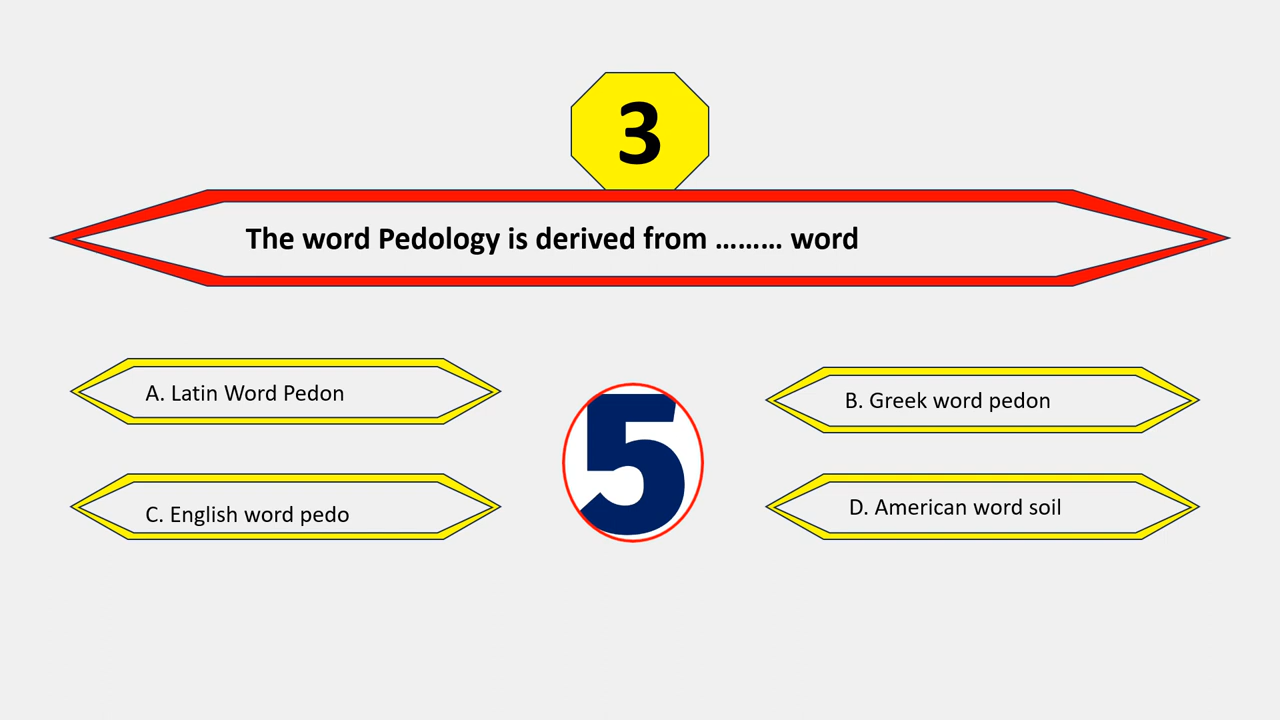 3
The word Pedology is derived from ……… word
A. Latin Word Pedon
B. Greek word pedon
5
C. English word pedo
D. American word soil